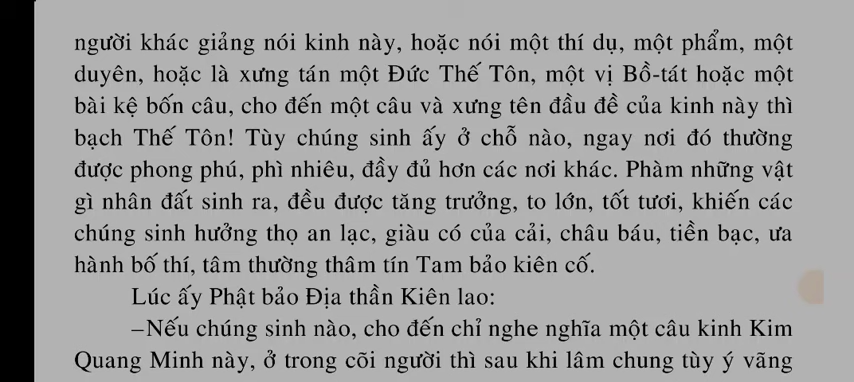 người khác giảng nói kinh này, hoặc nói một thí dụ, một phẩm, một
duyên, hoặc là xưng tán một Đức Thế Tôn, một vị Bồ-tát hoặc một
bài kệ bốn câu, cho đến một câu và xưng tên đầu đề của kinh này thì
bạch Thế Tôn! Tùy chúng sinh ấy ở chỗ nào, ngay nơi đó thường
được phong phú, phì nhiêu, đầy đủ hơn các nơi khác. Phàm những vật
gì nhân đất sinh ra, đều được tăng trưởng, to lớn, tốt tươi, khiến các
chúng sinh hưởng thọ an lạc, giàu có của cải, châu báu, tiền bạc, ưa
hành bố thí, tâm thường thâm tín Tam bảo kiên cố.
Lúc ấy Phật bảo Địa thần Kiên lao:
–Nếu chúng sinh nào, cho đến chỉ nghe nghĩa một câu kinh Kim
Quang Minh này, ở trong cõi người thì sau khi lâm chung tùy ý vãng